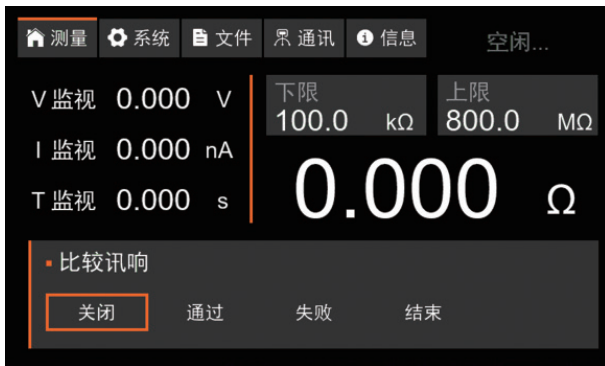 测量 系统 文件 通讯 信息 空闲...
V 监视 0.000 V
I 监视 0.000 nA
T 监视 0.000 s
下限 上限
100.0 kΩ 800.0 MΩ
0.000 Ω
比较讯响
关闭 通过 失败 结束